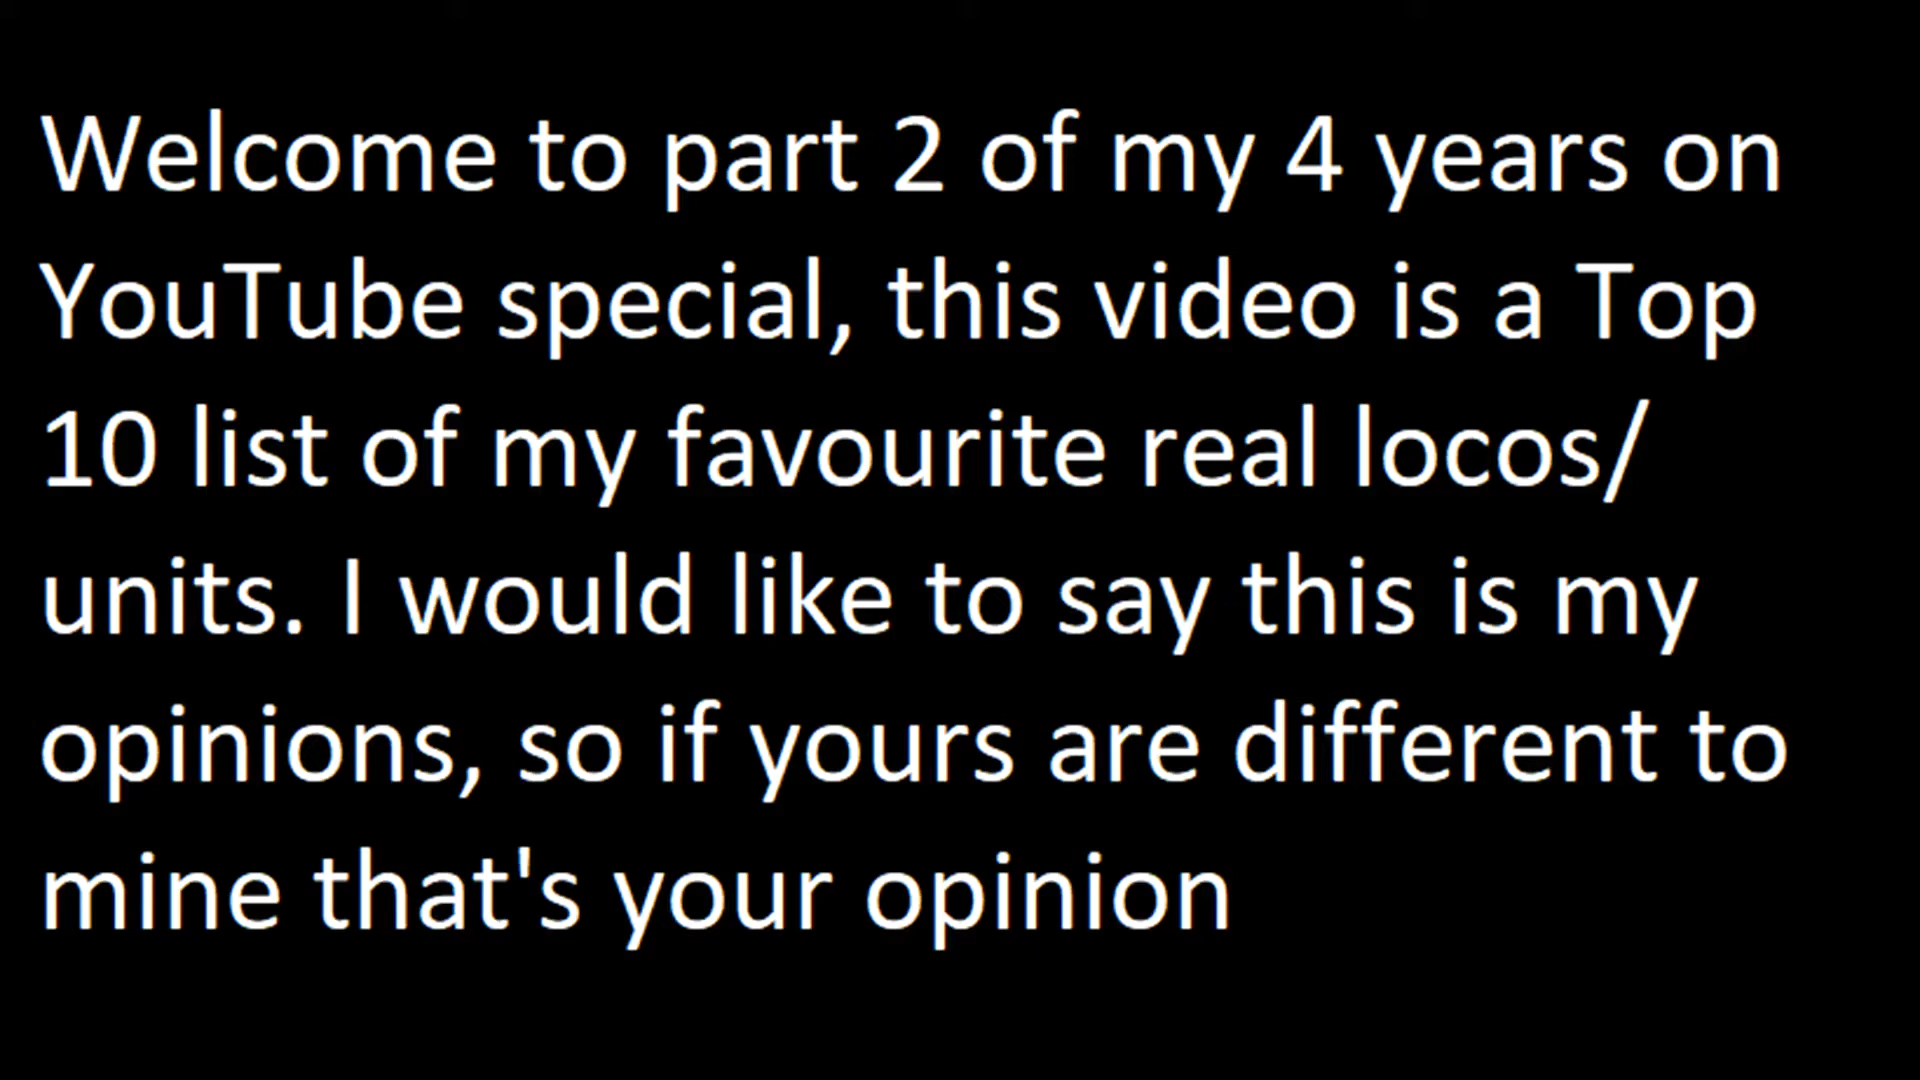 Welcome to part 2 of my 4 years on
YouTube special, this video is a Top
10 list of my favourite real locos/
units. I would like to say this is my
opinions, so if yours are different to
mine that's your opinion